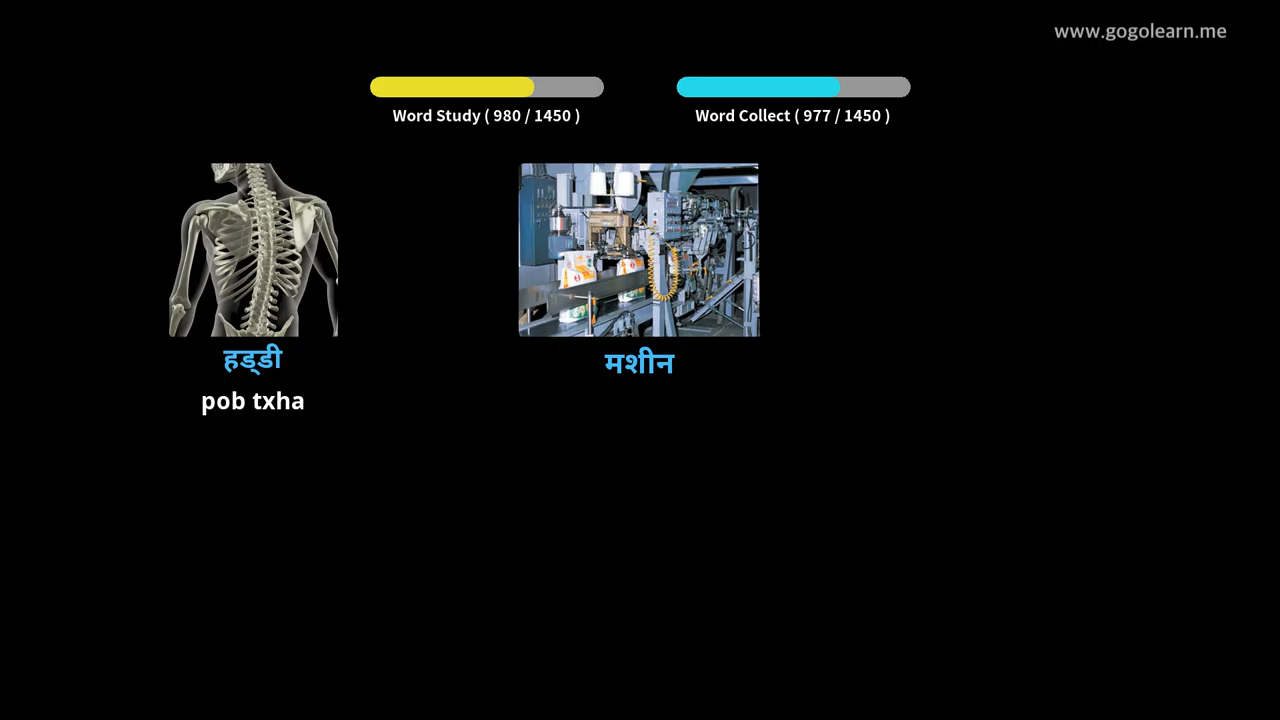 www.gogolearn.me
Word Study ( 980 / 1450 )
Word Collect ( 977 / 1450 )
हड्डी
pob txha
मशीन